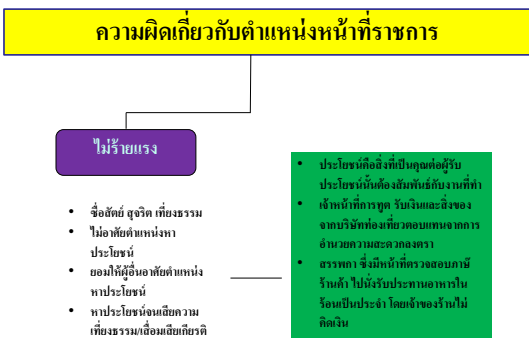 ความผิดเกี่ยวกับตำแหน่งหน้าที่ราชการ
ไม่ร้ายแรง
• ซื่อสัตย์ สุจริต เที่ยงธรรม
• ไม่อาศัยตำแหน่งหา
ประโยชน์
• ยอมให้ผู้อื่นอาศัยตำแหน่ง
หาประโยชน์
• หาประโยชน์จนเสียความ
เที่ยงธรรม/เสื่อมเสียเกียรติ
• ประโยชน์คือสิ่งที่เป็นคุณต่อผู้รับ
ประโยชน์นั้นต้องสัมพันธ์กับงานที่ทำ
• เจ้าหน้าที่การทูต รับเงินและสิ่งของ
จากบริษัทท่องเที่ยวตอบแทนจากการ
อำนวยความสะดวกลงตรา
• สรรพกา ซึ่งมีหน้าที่ตรวจสอบภาษี
ร้านค้า ไปนั่งรับประทานอาหารใน
ร้อนเป็นประจำ โดยเจ้าของร้านไม่
คิดเงิน